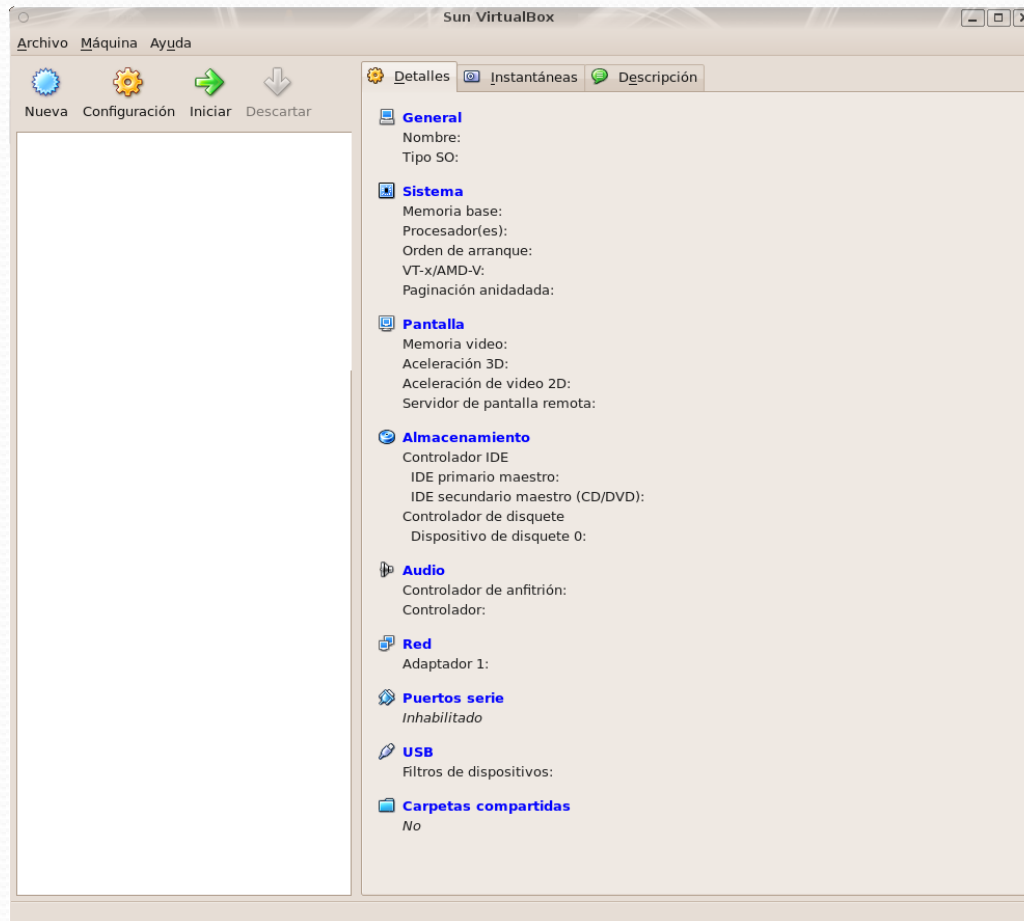 Sun VirtualBox
Archivo Máquina Ayuda
Nueva Configuración Iniciar Descartar
Detalles Instantáneas Descripción
General
Nombre:
Tipo SO:
Sistema
Memoria base:
Procesador(es):
Orden de arranque:
VT-x/AMD-V:
Paginación anidadada:
Pantalla
Memoria video:
Aceleración 3D:
Aceleración de video 2D:
Servidor de pantalla remota:
Almacenamiento
Controlador IDE
IDE primario maestro:
IDE secundario maestro (CD/DVD):
Controlador de disquete
Dispositivo de disquete 0:
Audio
Controlador de anfitrión:
Controlador:
Red
Adaptador 1:
Puertos serie
Inhabilitado
USB
Filtros de dispositivos:
Carpetas compartidas
No